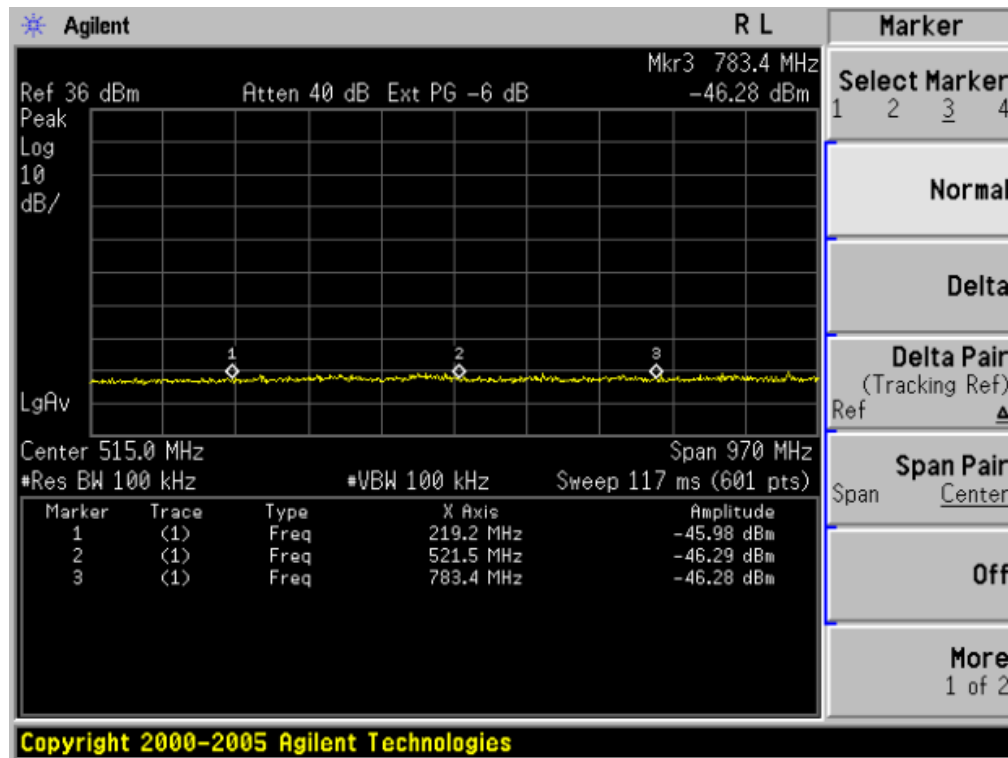 Agilent R L
Mkr3 783.4 MHz
Ref 36 dBm Atten 40 dB Ext PG -6 dB -46.28 dBm
Peak
Log
10
dB/
1 2 3
LgAv
Center 515.0 MHz Span 970 MHz
#Res BW 100 kHz #VBW 100 kHz Sweep 117 ms (601 pts)
Marker Trace Type X Axis Amplitude
1 (1) Freq 219.2 MHz -45.98 dBm
2 (1) Freq 521.5 MHz -46.29 dBm
3 (1) Freq 783.4 MHz -46.28 dBm
Copyright 2000-2005 Agilent Technologies
Marker
Select Marker
1 2 3 4
Normal
Delta
Delta Pair
(Tracking Ref)
Ref Δ
Span Pair
Span Center
Off
More
1 of 2